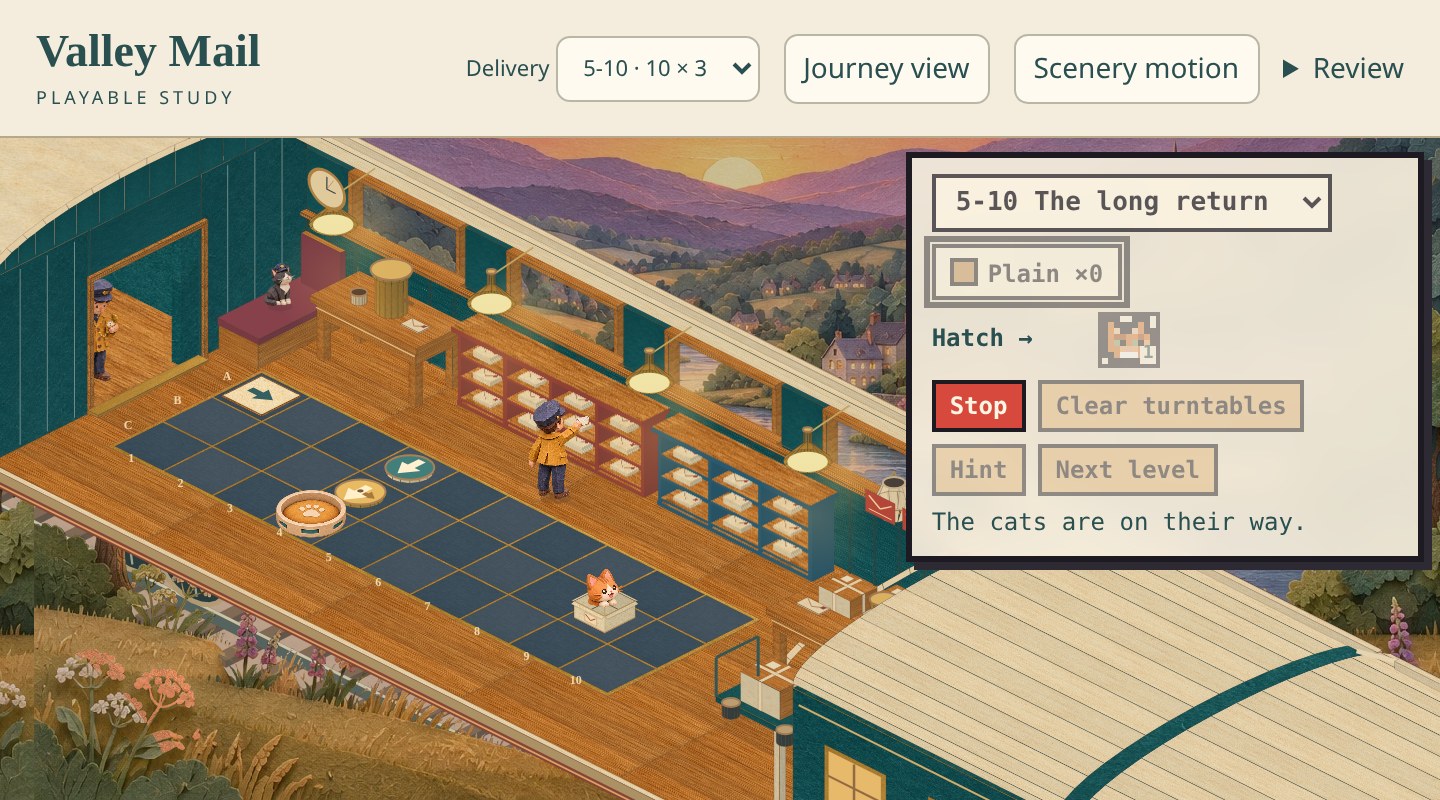 Valley Mail
PLAYABLE STUDY
Delivery 5-10 · 10 × 3
Journey view
Scenery motion
▶ Review
5-10 The long return
Plain ×0
Hatch →
1
Stop
Clear turntables
Hint
Next level
The cats are on their way.
A
B
C
1
2
3
4
5
6
7
8
9
10